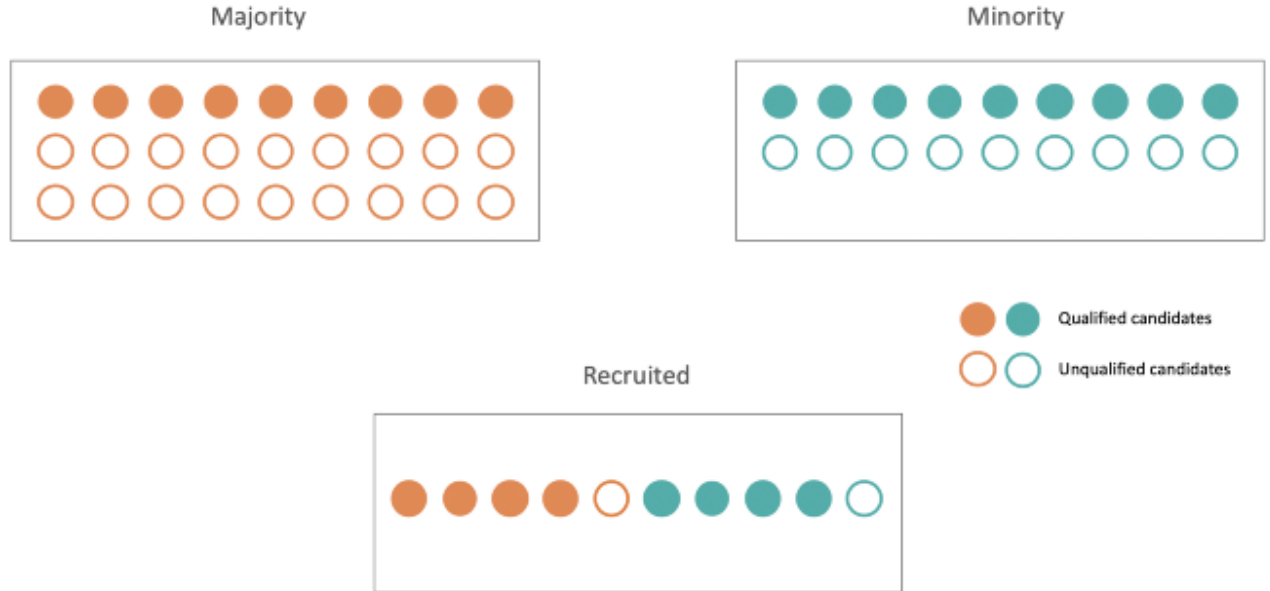 Majority
Minority
Qualified candidates
Unqualified candidates
Recruited